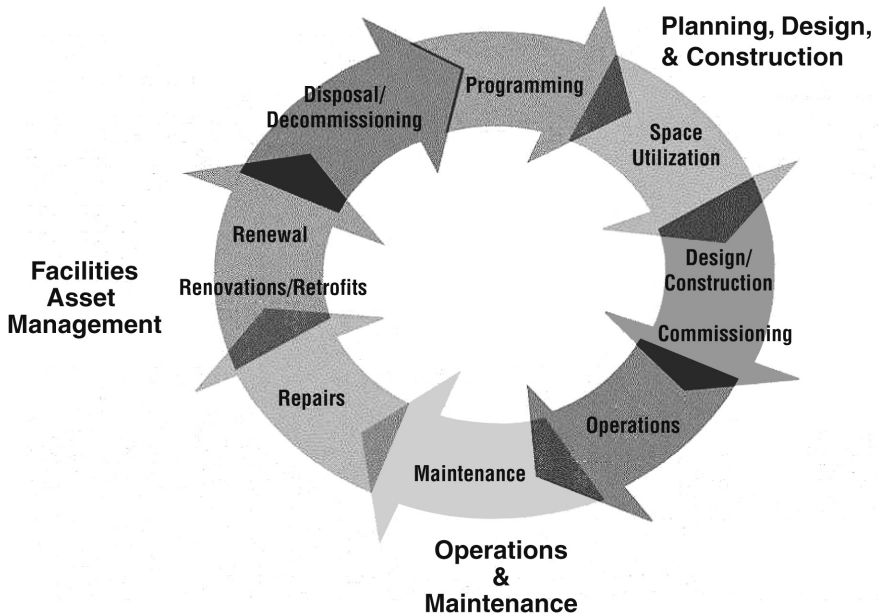 Planning, Design,
& Construction
Programming
Space
Utilization
Design/
Construction
Commissioning
Operations
Maintenance
Operations
&
Maintenance
Repairs
Renovations/Retrofits
Renewal
Facilities
Asset
Management
Disposal/
Decommissioning